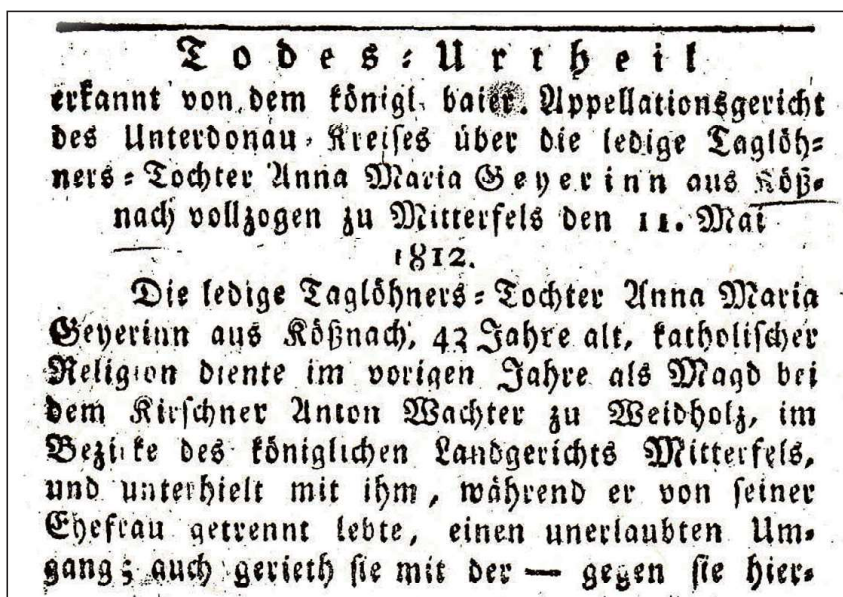 Todes-Urtheil
erkannt von dem königl. baier. Appellationsgericht
des Unterdonau-Kreises über die ledige Taglöh-
ners-Tochter Anna Maria Geyerinn aus Köß-
nach vollzogen zu Mitterfels den 11. Mai
1812.
Die ledige Taglöhners-Tochter Anna Maria
Geyerinn aus Kößnach, 43 Jahre alt, katholischer
Religion diente im vorigen Jahre als Magd bei
dem Kirschner Anton Wachter zu Weidholz, im
Bezirke des königlichen Landgerichts Mitterfels,
und unterhielt mit ihm, während er von seiner
Ehefrau getrennt lebte, einen unerlaubten Um-
gang; auch gerieth sie mit der — gegen sie hier-